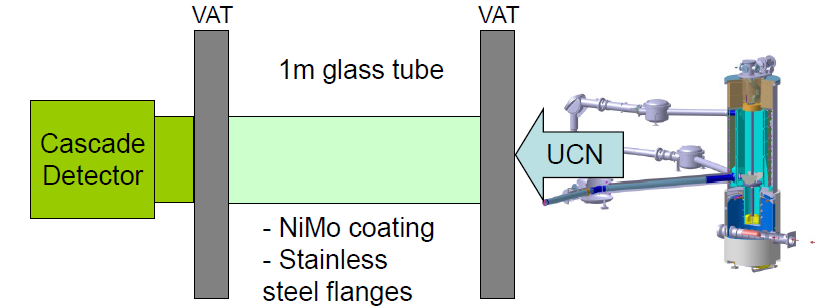 VAT
VAT
1m glass tube
Cascade
Detector
UCN
- NiMo coating
- Stainless
steel flanges